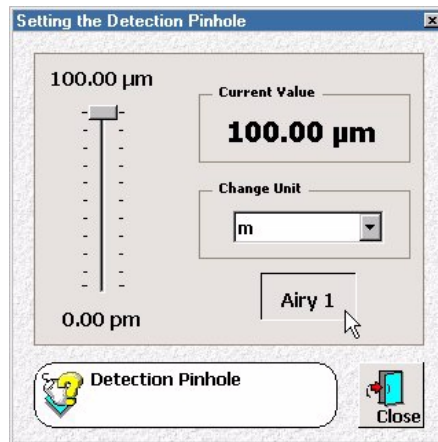 Setting the Detection Pinhole
100.00 µm
Current Value
100.00 µm
Change Unit
m
Airy 1
0.00 pm
Detection Pinhole
Close